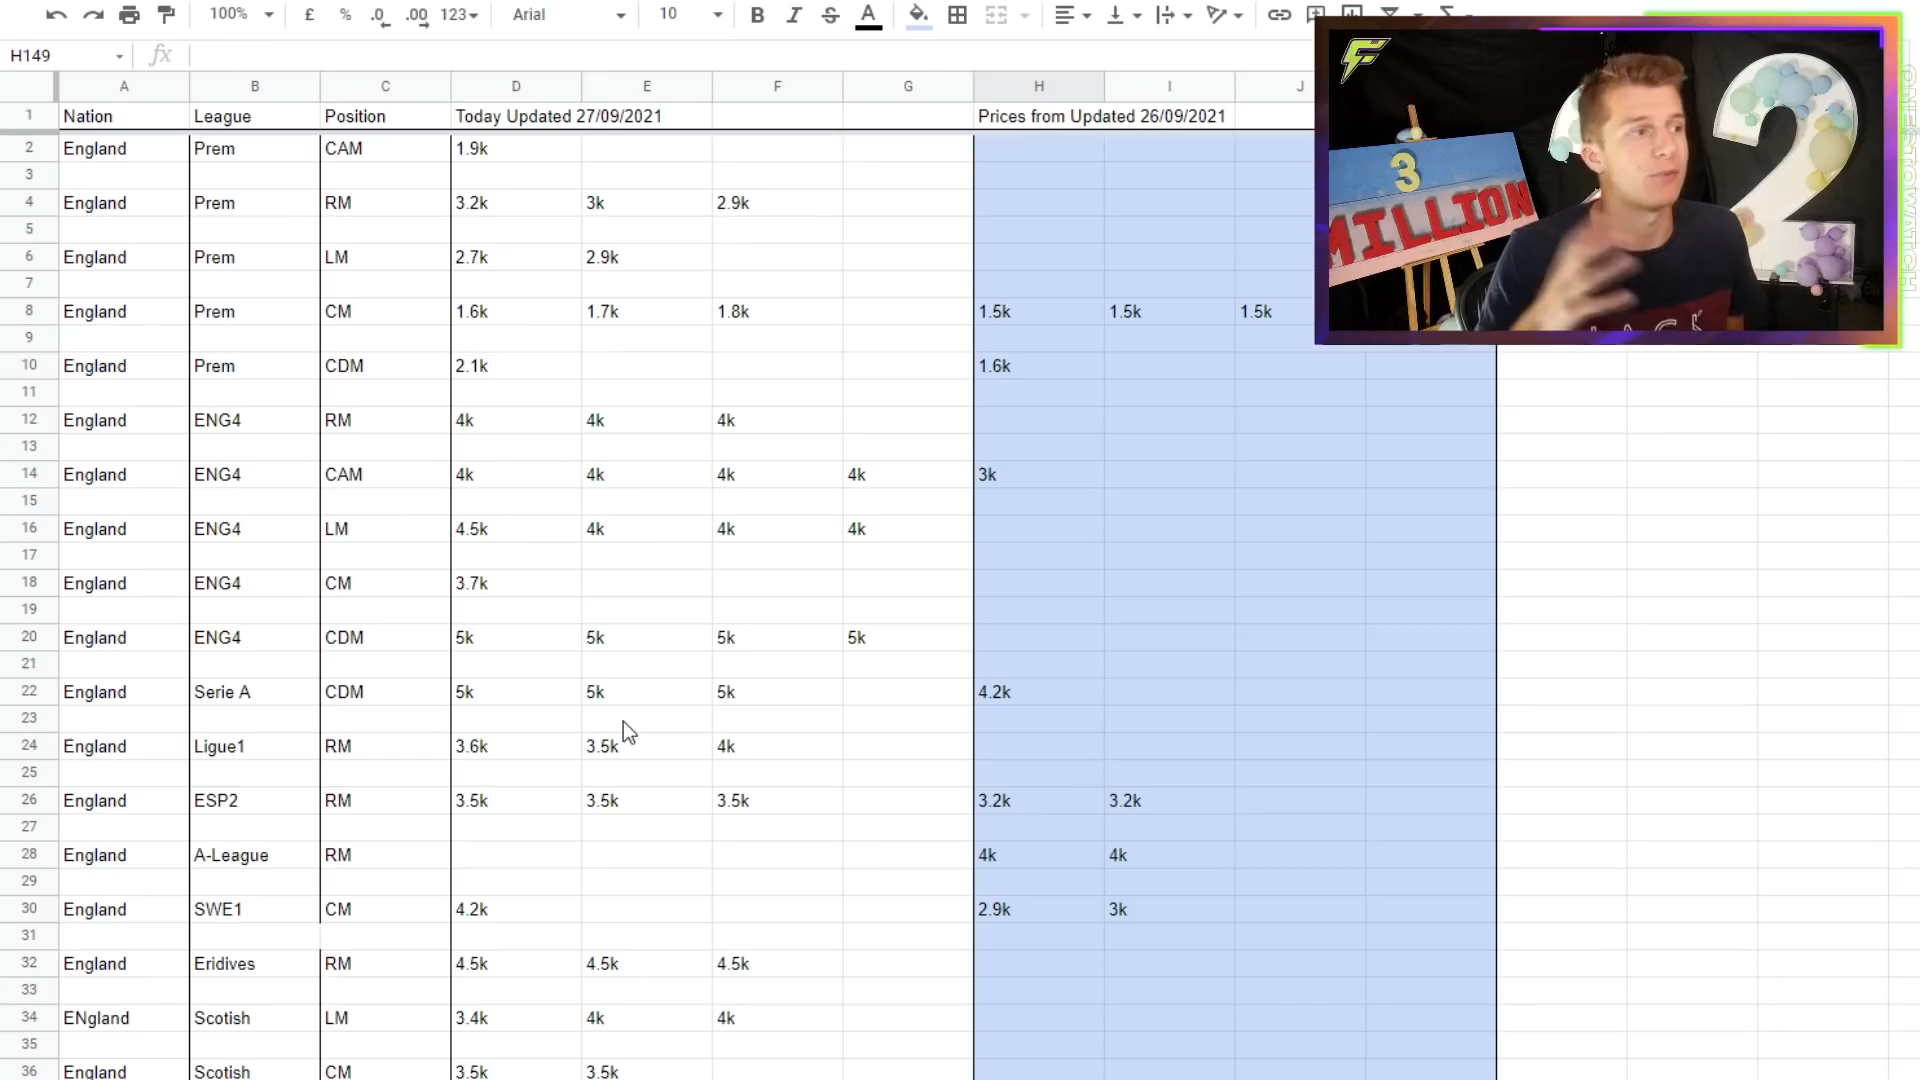 100% £ % .0 .00 123 Arial 10 B I S A
H149 fx
A B C D E F G H I J
1 Nation League Position Today Updated 27/09/2021 Prices from Updated 26/09/2021
2 England Prem CAM 1.9k
3
4 England Prem RM 3.2k 3k 2.9k
5
6 England Prem LM 2.7k 2.9k
7
8 England Prem CM 1.6k 1.7k 1.8k 1.5k 1.5k 1.5k
9
10 England Prem CDM 2.1k 1.6k
11
12 England ENG4 RM 4k 4k 4k
13
14 England ENG4 CAM 4k 4k 4k 4k 3k
15
16 England ENG4 LM 4.5k 4k 4k 4k
17
18 England ENG4 CM 3.7k
19
20 England ENG4 CDM 5k 5k 5k 5k
21
22 England Serie A CDM 5k 5k 5k 4.2k
23
24 England Ligue1 RM 3.6k 3.5k 4k
25
26 England ESP2 RM 3.5k 3.5k 3.5k 3.2k 3.2k
27
28 England A-League RM 4k 4k
29
30 England SWE1 CM 4.2k 2.9k 3k
31
32 England Eridives RM 4.5k 4.5k 4.5k
33
34 ENgland Scotish LM 3.4k 4k 4k
35
36 England Scotish CM 3.5k 3.5k
3
MILLION
2
ONESTOWATCH